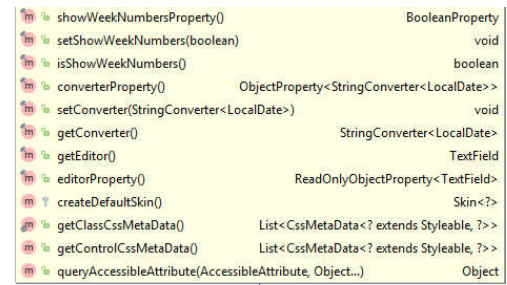 showWeekNumbersProperty() BooleanProperty
setShowWeekNumbers(boolean) void
isShowWeekNumbers() boolean
converterProperty() ObjectProperty<StringConverter<LocalDate>>
setConverter(StringConverter<LocalDate>) void
getConverter() StringConverter<LocalDate>
getEditor() TextField
editorProperty() ReadOnlyObjectProperty<TextField>
createDefaultSkin() Skin<?>
getClassCssMetaData() List<CssMetaData<? extends Styleable, ?>>
getControlCssMetaData() List<CssMetaData<? extends Styleable, ?>>
queryAccessibleAttribute(AccessibleAttribute, Object...) Object